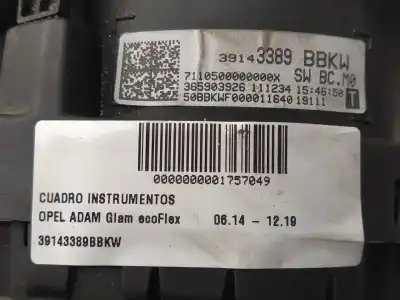 39143389 BBKW
7110500000000X SW BC.M0
365903926 111234 15:46:50
50BBKWF000011640 19111 T
0000000001757049
CUADRO INSTRUMENTOS
OPEL ADAM Glam ecoFlex 06.14 - 12.19
39143389BBKW